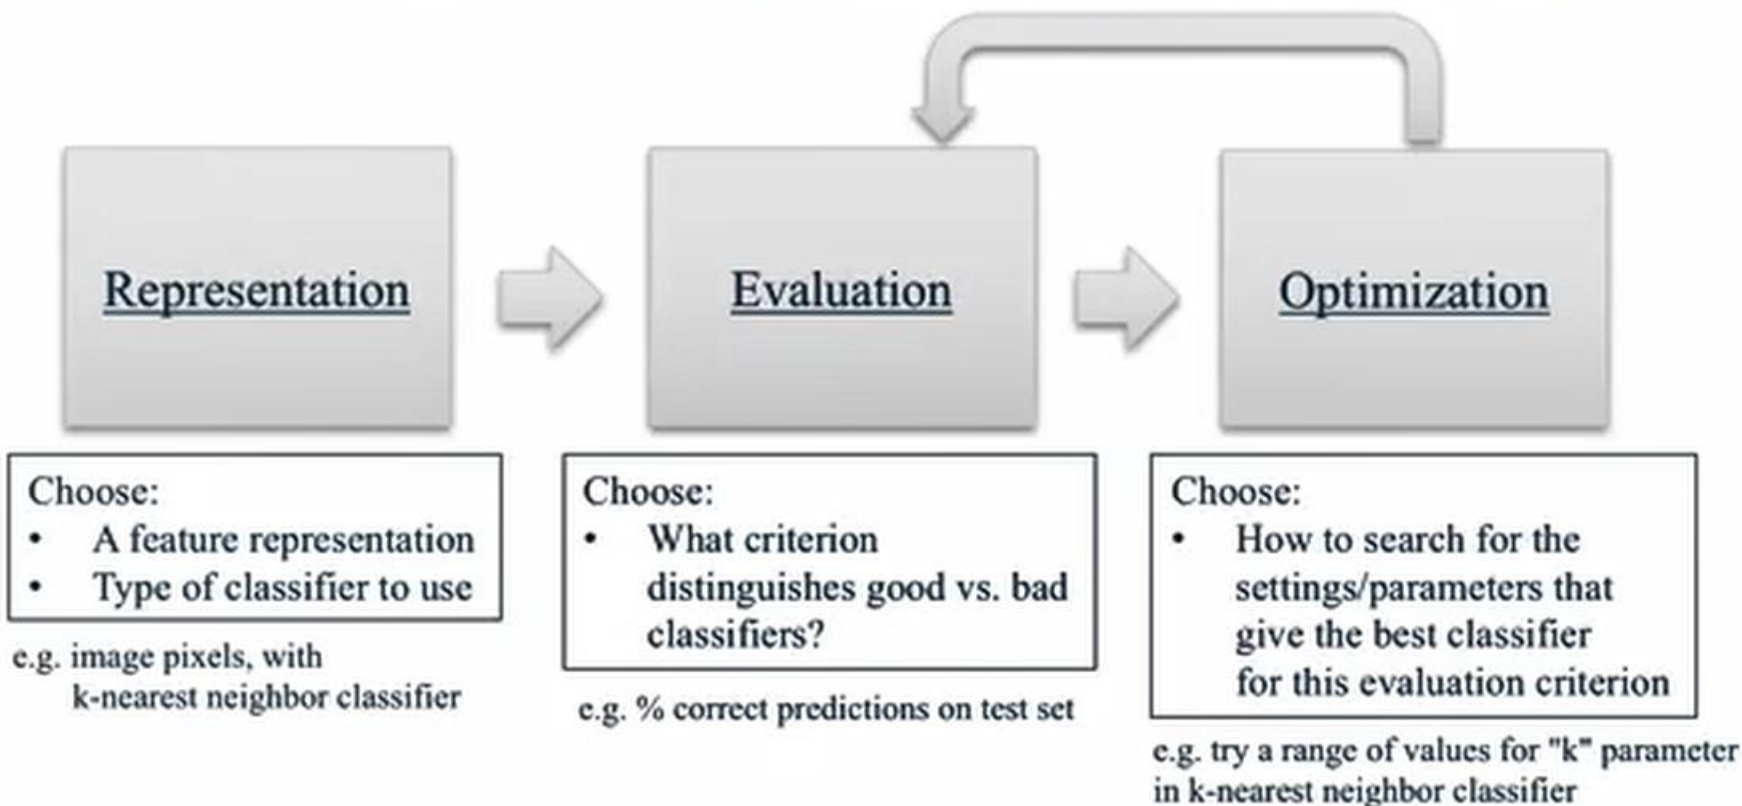 Representation
Evaluation
Optimization
Choose:
• A feature representation
• Type of classifier to use
e.g. image pixels, with
k-nearest neighbor classifier
Choose:
• What criterion
distinguishes good vs. bad
classifiers?
e.g. % correct predictions on test set
Choose:
• How to search for the
settings/parameters that
give the best classifier
for this evaluation criterion
e.g. try a range of values for "k" parameter
in k-nearest neighbor classifier